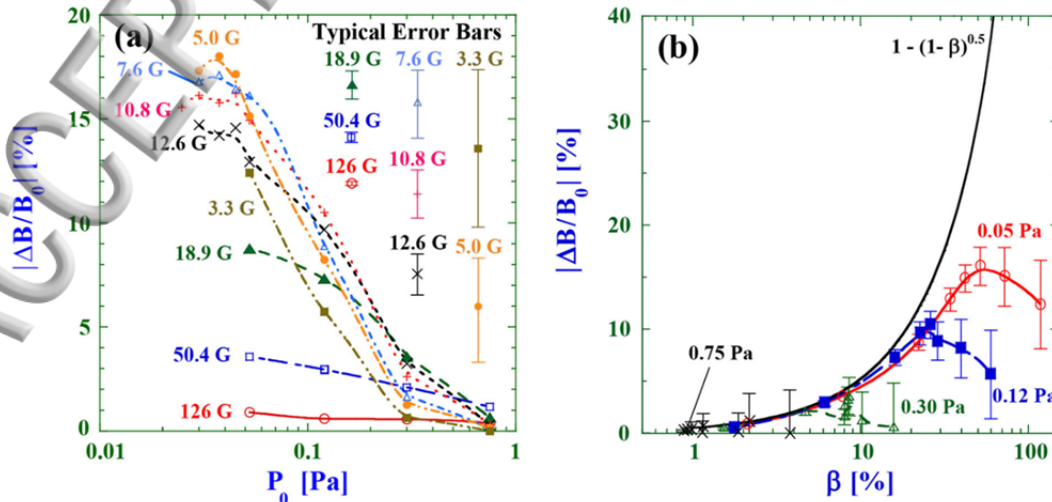 ACCEP
(a)
5.0 G
7.6 G
10.8 G
12.6 G
3.3 G
18.9 G
50.4 G
126 G
Typical Error Bars
18.9 G
7.6 G
3.3 G
50.4 G
126 G
10.8 G
12.6 G
5.0 G
|ΔB/B₀| [%]
20
15
10
5
0
0.01
0.1
1
P₀ [Pa]
(b)
1 - (1- β)^0.5
0.05 Pa
0.75 Pa
0.12 Pa
0.30 Pa
|ΔB/B₀| [%]
40
30
20
10
0
1
10
100
β [%]